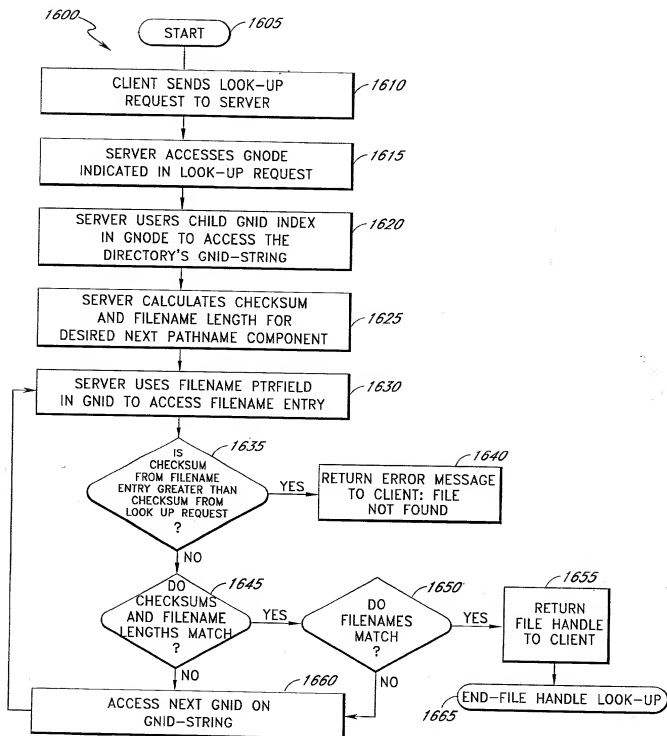 1600
START
1605
CLIENT SENDS LOOK-UP
REQUEST TO SERVER
1610
SERVER ACCESSES GNODE
INDICATED IN LOOK-UP REQUEST
1615
SERVER USERS CHILD GNID INDEX
IN GNODE TO ACCESS THE
DIRECTORY'S GNID-STRING
1620
SERVER CALCULATES CHECKSUM
AND FILENAME LENGTH FOR
DESIRED NEXT PATHNAME COMPONENT
1625
SERVER USES FILENAME PTRFIELD
IN GNID TO ACCESS FILENAME ENTRY
1630
IS
CHECKSUM
FROM FILENAME
ENTRY GREATER THAN
CHECKSUM FROM
LOOK UP REQUEST
?
1635
YES
RETURN ERROR MESSAGE
TO CLIENT: FILE
NOT FOUND
1640
NO
DO
CHECKSUMS
AND FILENAME
LENGTHS MATCH
?
1645
YES
DO
FILENAMES
MATCH
?
1650
YES
RETURN
FILE HANDLE
TO CLIENT
1655
NO
NO
ACCESS NEXT GNID ON
GNID-STRING
1660
END-FILE HANDLE LOOK-UP
1665